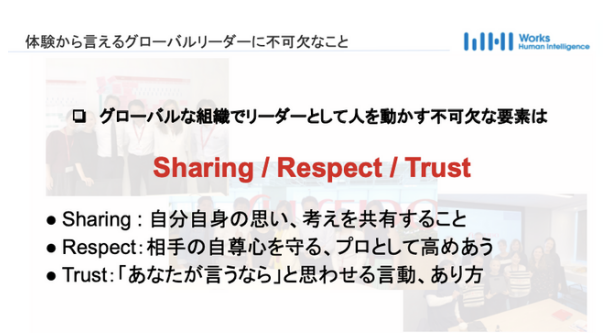 体験から言えるグローバルリーダーに不可欠なこと
Works
Human Intelligence
❑ グローバルな組織でリーダーとして人を動かす不可欠な要素は
Sharing / Respect / Trust
● Sharing : 自分自身の思い、考えを共有すること
● Respect：相手の自尊心を守る、プロとして高めあう
● Trust：「あなたが言うなら」と思わせる言動、あり方